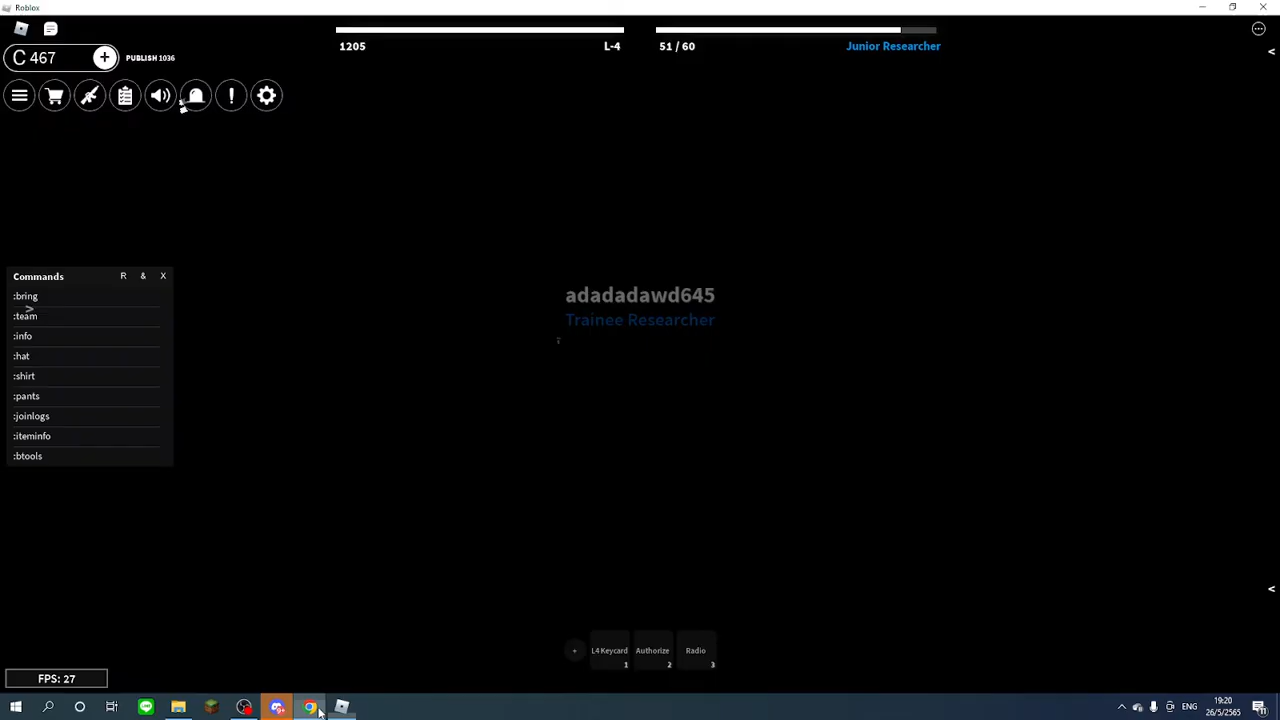 Roblox
C 467
+
PUBLISH 1036
1205
L-4
51 / 60
Junior Researcher
<
Commands
R & X
:bring
>
:team
:info
:hat
:shirt
:pants
:joinlogs
:iteminfo
:btools
adadadawd645
Trainee Researcher
<
+
L4 Keycard
1
Authorize
2
Radio
3
FPS: 27
ENG
19:20
26/5/2565